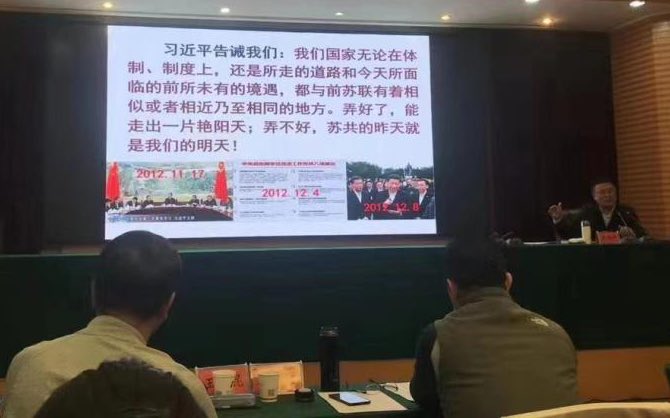 习近平告诫我们：我们国家无论在体
制、制度上，还是所走的道路和今天所面
临的前所未有的境遇，都与前苏联有着相
似或者相近乃至相同的地方。弄好了，能
走出一片艳阳天；弄不好，苏共的昨天就
是我们的明天！
2012.11.17
2012.12.4
2012.12.8